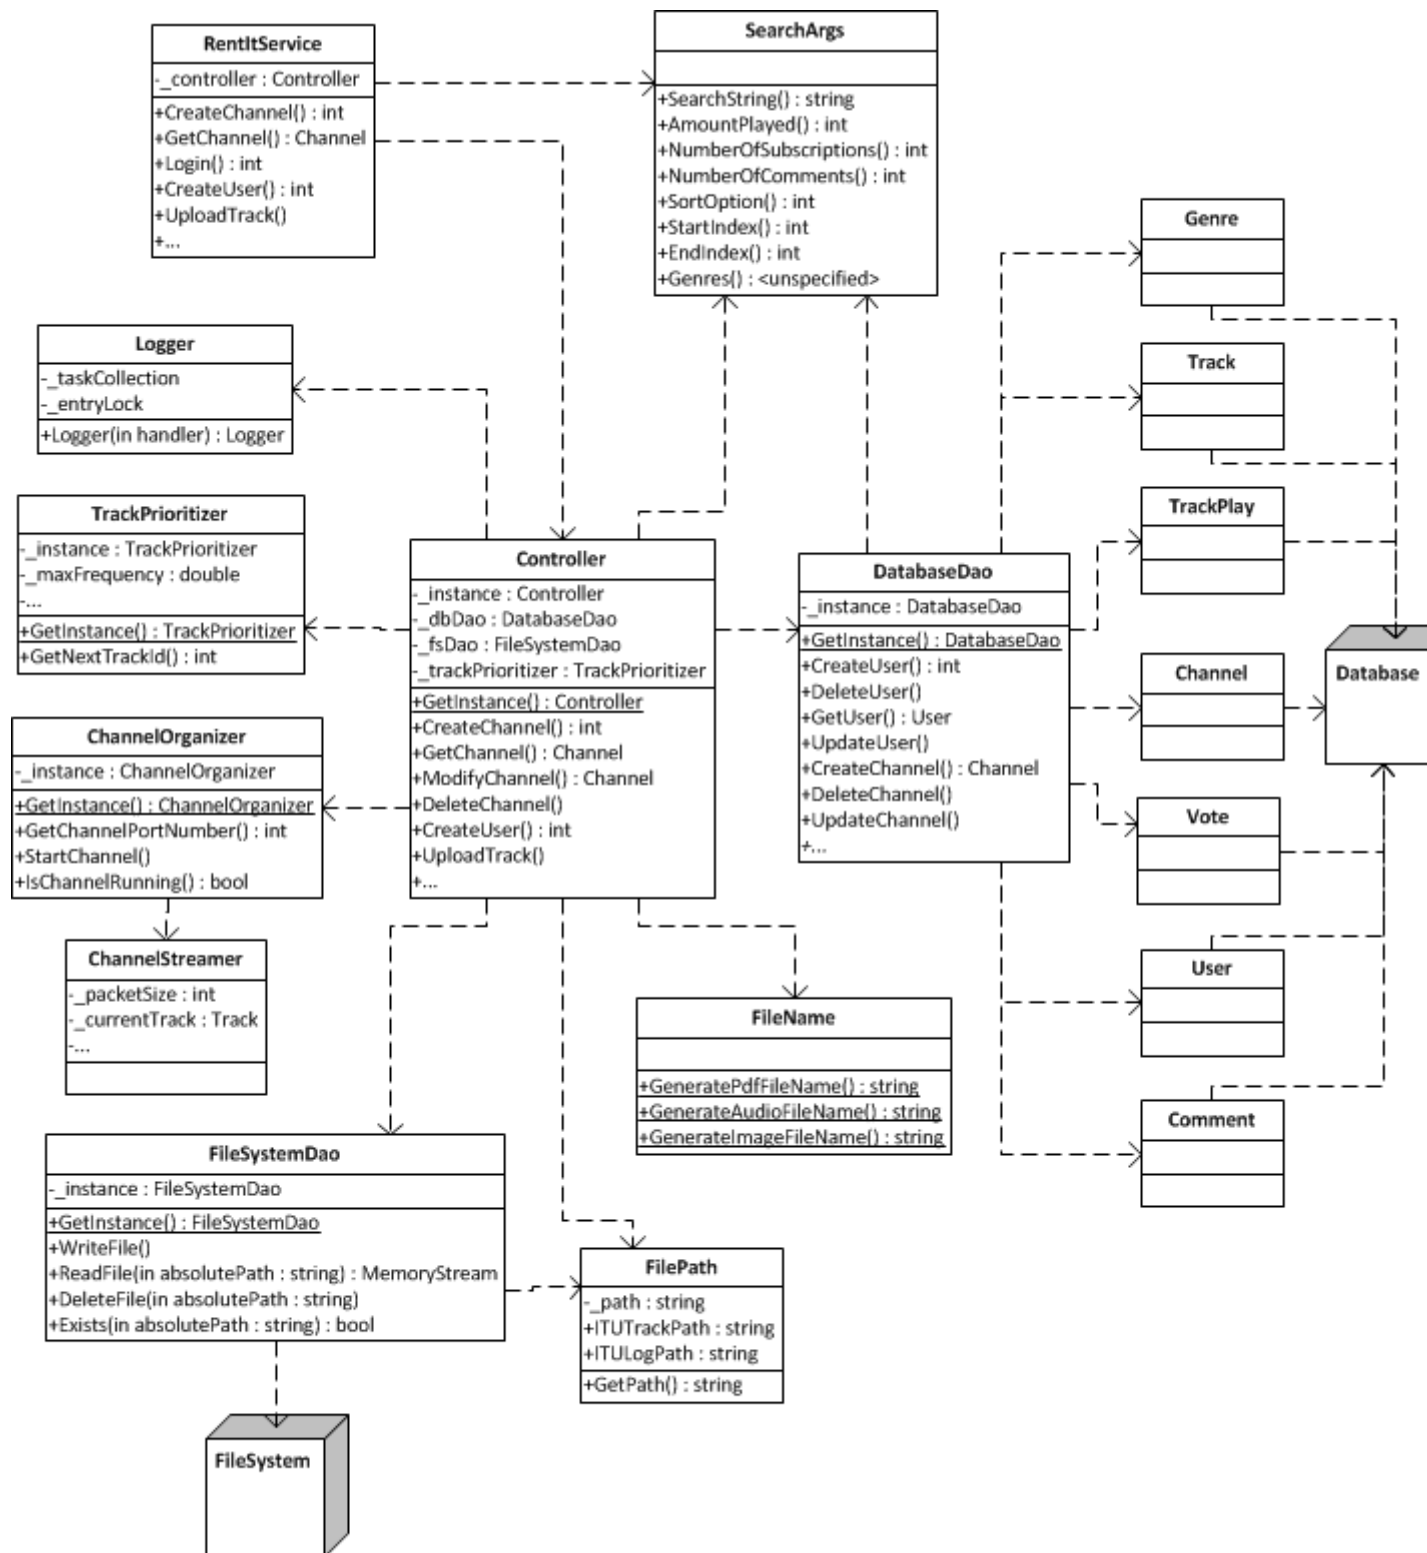 RentItService
-_controller : Controller
+CreateChannel() : int
+GetChannel() : Channel
+Login() : int
+CreateUser() : int
+UploadTrack()
+...
SearchArgs
+SearchString() : string
+AmountPlayed() : int
+NumberOfSubscriptions() : int
+NumberOfComments() : int
+SortOption() : int
+StartIndex() : int
+EndIndex() : int
+Genres() : <unspecified>
Logger
-_taskCollection
-_entryLock
+Logger(in handler) : Logger
TrackPrioritizer
-_instance : TrackPrioritizer
-_maxFrequency : double
-...
+GetInstance() : TrackPrioritizer
+GetNextTrackId() : int
ChannelOrganizer
-_instance : ChannelOrganizer
+GetInstance() : ChannelOrganizer
+GetChannelPortNumber() : int
+StartChannel()
+IsChannelRunning() : bool
ChannelStreamer
-_packetSize : int
-_currentTrack : Track
-...
Controller
-_instance : Controller
-_dbDao : DatabaseDao
-_fsDao : FileSystemDao
-_trackPrioritizer : TrackPrioritizer
+GetInstance() : Controller
+CreateChannel() : int
+GetChannel() : Channel
+ModifyChannel() : Channel
+DeleteChannel()
+CreateUser() : int
+UploadTrack()
+...
DatabaseDao
-_instance : DatabaseDao
+GetInstance() : DatabaseDao
+CreateUser() : int
+DeleteUser()
+GetUser() : User
+UpdateUser()
+CreateChannel() : Channel
+DeleteChannel()
+UpdateChannel()
+...
Genre
Track
TrackPlay
Channel
Vote
User
Comment
Database
FileName
+GeneratePdfFileName() : string
+GenerateAudioFileName() : string
+GenerateImageFileName() : string
FileSystemDao
-_instance : FileSystemDao
+GetInstance() : FileSystemDao
+WriteFile()
+ReadFile(in absolutePath : string) : MemoryStream
+DeleteFile(in absolutePath : string)
+Exists(in absolutePath : string) : bool
FilePath
-_path : string
+ITUTrackPath : string
+ITULogPath : string
+GetPath() : string
FileSystem